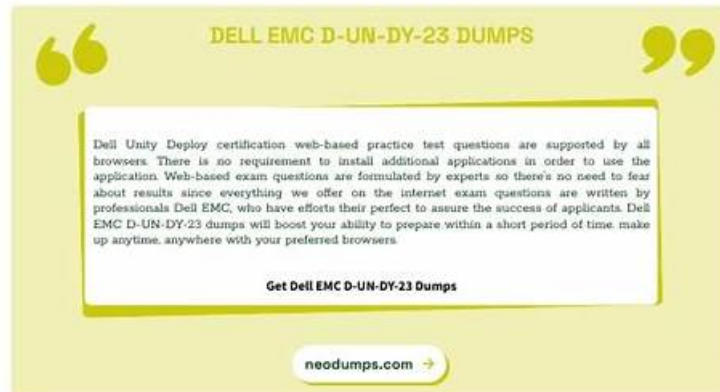 DELL EMC D-UN-DY-23 DUMPS
Dell Unity Deploy certification web-based practice test questions are supported by all
browsers. There is no requirement to install additional applications in order to use the
application. Web-based exam questions are formulated by experts so there's no need to fear
about results since everything we offer on the internet exam questions are written by
professionals Dell EMC, who have efforts their perfect to assure the success of applicants. Dell
EMC D-UN-DY-23 dumps will boost your ability to prepare within a short period of time. make
up anytime, anywhere with your preferred browsers.
Get Dell EMC D-UN-DY-23 Dumps
neodumps.com →